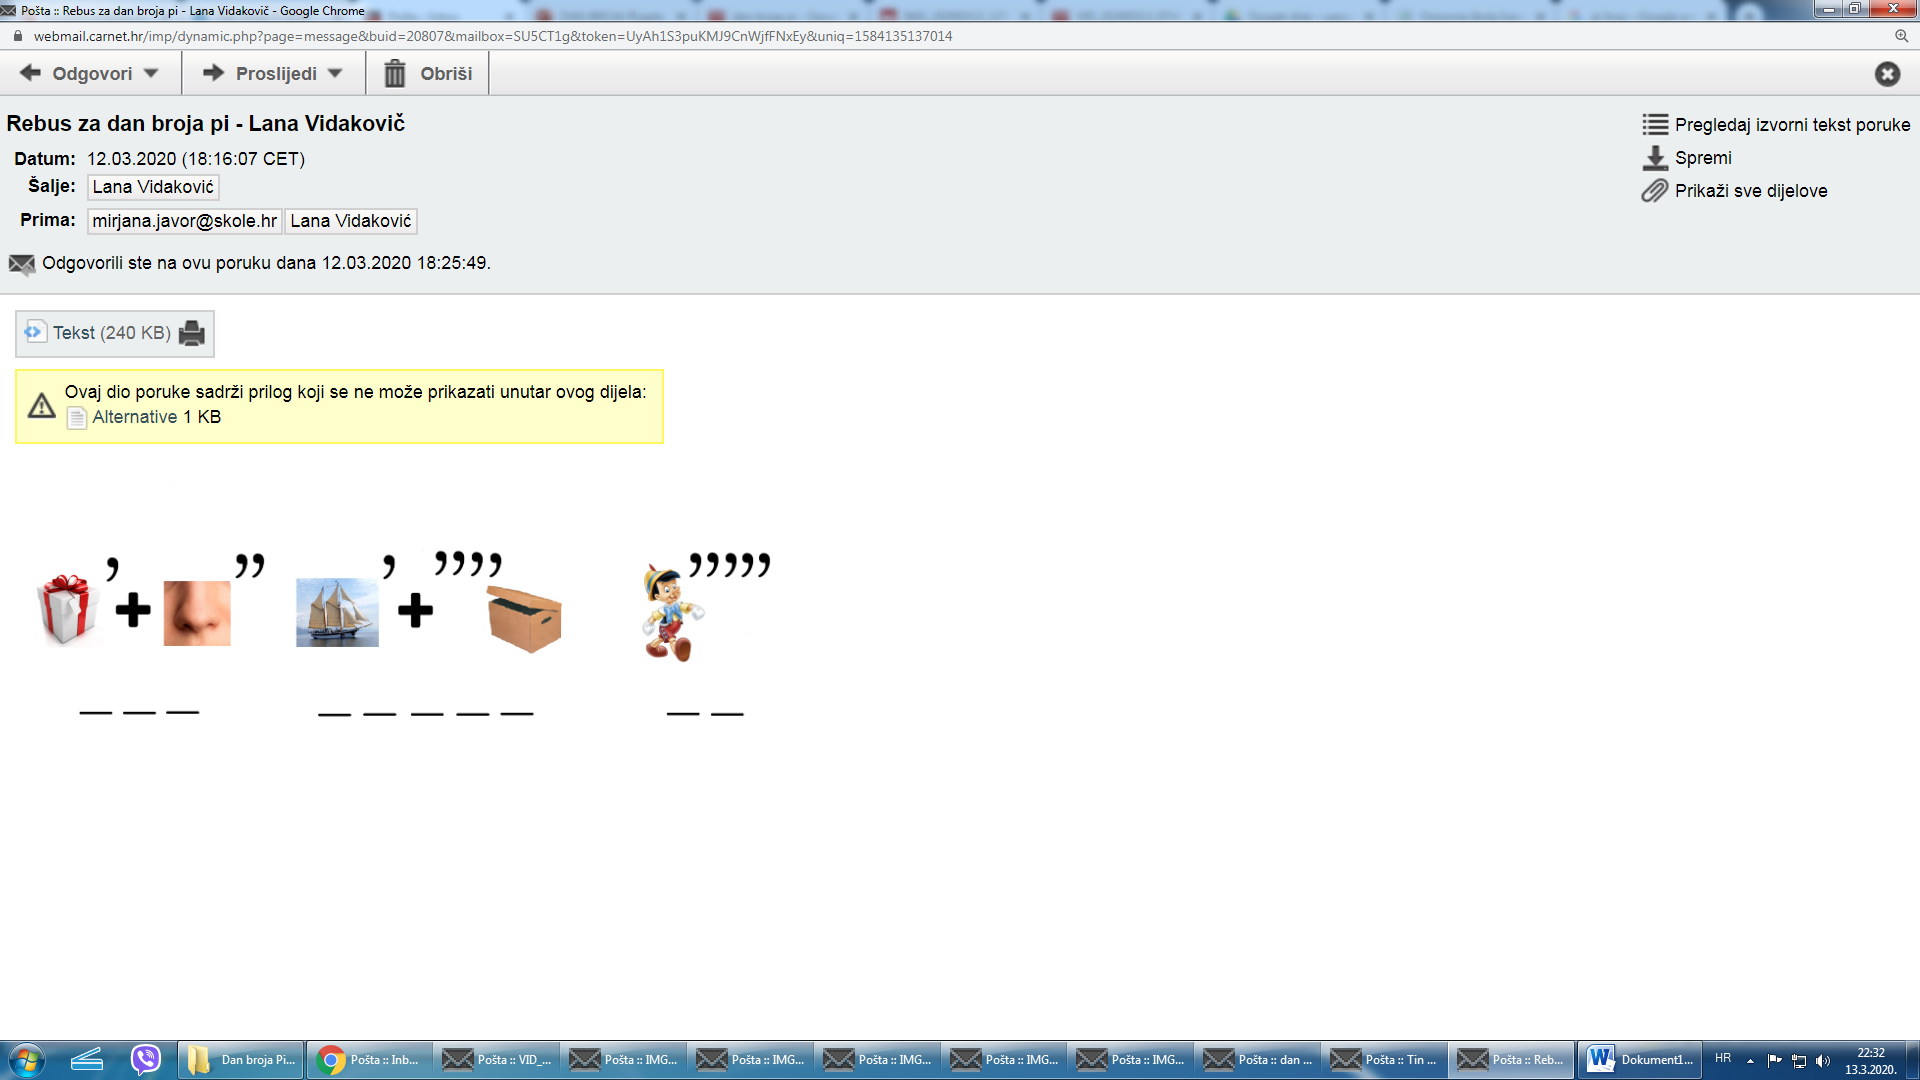 Pošta :: Rebus za dan broja pi - Lana Vidakovič - Google Chrome
webmail.carnet.hr/imp/dynamic.php?page=message&buid=20807&mailbox=SU5CT1g&token=UyAh1S3puKMJ9CnWjfFNxEy&uniq=1584135137014
Odgovori Proslijedi Obriši
Rebus za dan broja pi - Lana Vidakovič
Datum: 12.03.2020 (18:16:07 CET)
Šalje: Lana Vidaković
Prima: mirjana.javor@skole.hr Lana Vidaković
Odgovorili ste na ovu poruku dana 12.03.2020 18:25:49.
Pregledaj izvorni tekst poruke
Spremi
Prikaži sve dijelove
Tekst (240 KB)
Ovaj dio poruke sadrži prilog koji se ne može prikazati unutar ovog dijela:
Alternative 1 KB
, + ,, , + ,,,, ,,,,,
_ _ _ _ _ _ _ _ _ _
Dan broja Pi... Pošta :: Inb... Pošta :: VID_... Pošta :: IMG... Pošta :: IMG... Pošta :: IMG... Pošta :: IMG... Pošta :: IMG... Pošta :: dan ... Pošta :: Tin ... Pošta :: Reb... Dokument1... HR 22:32
13.3.2020.